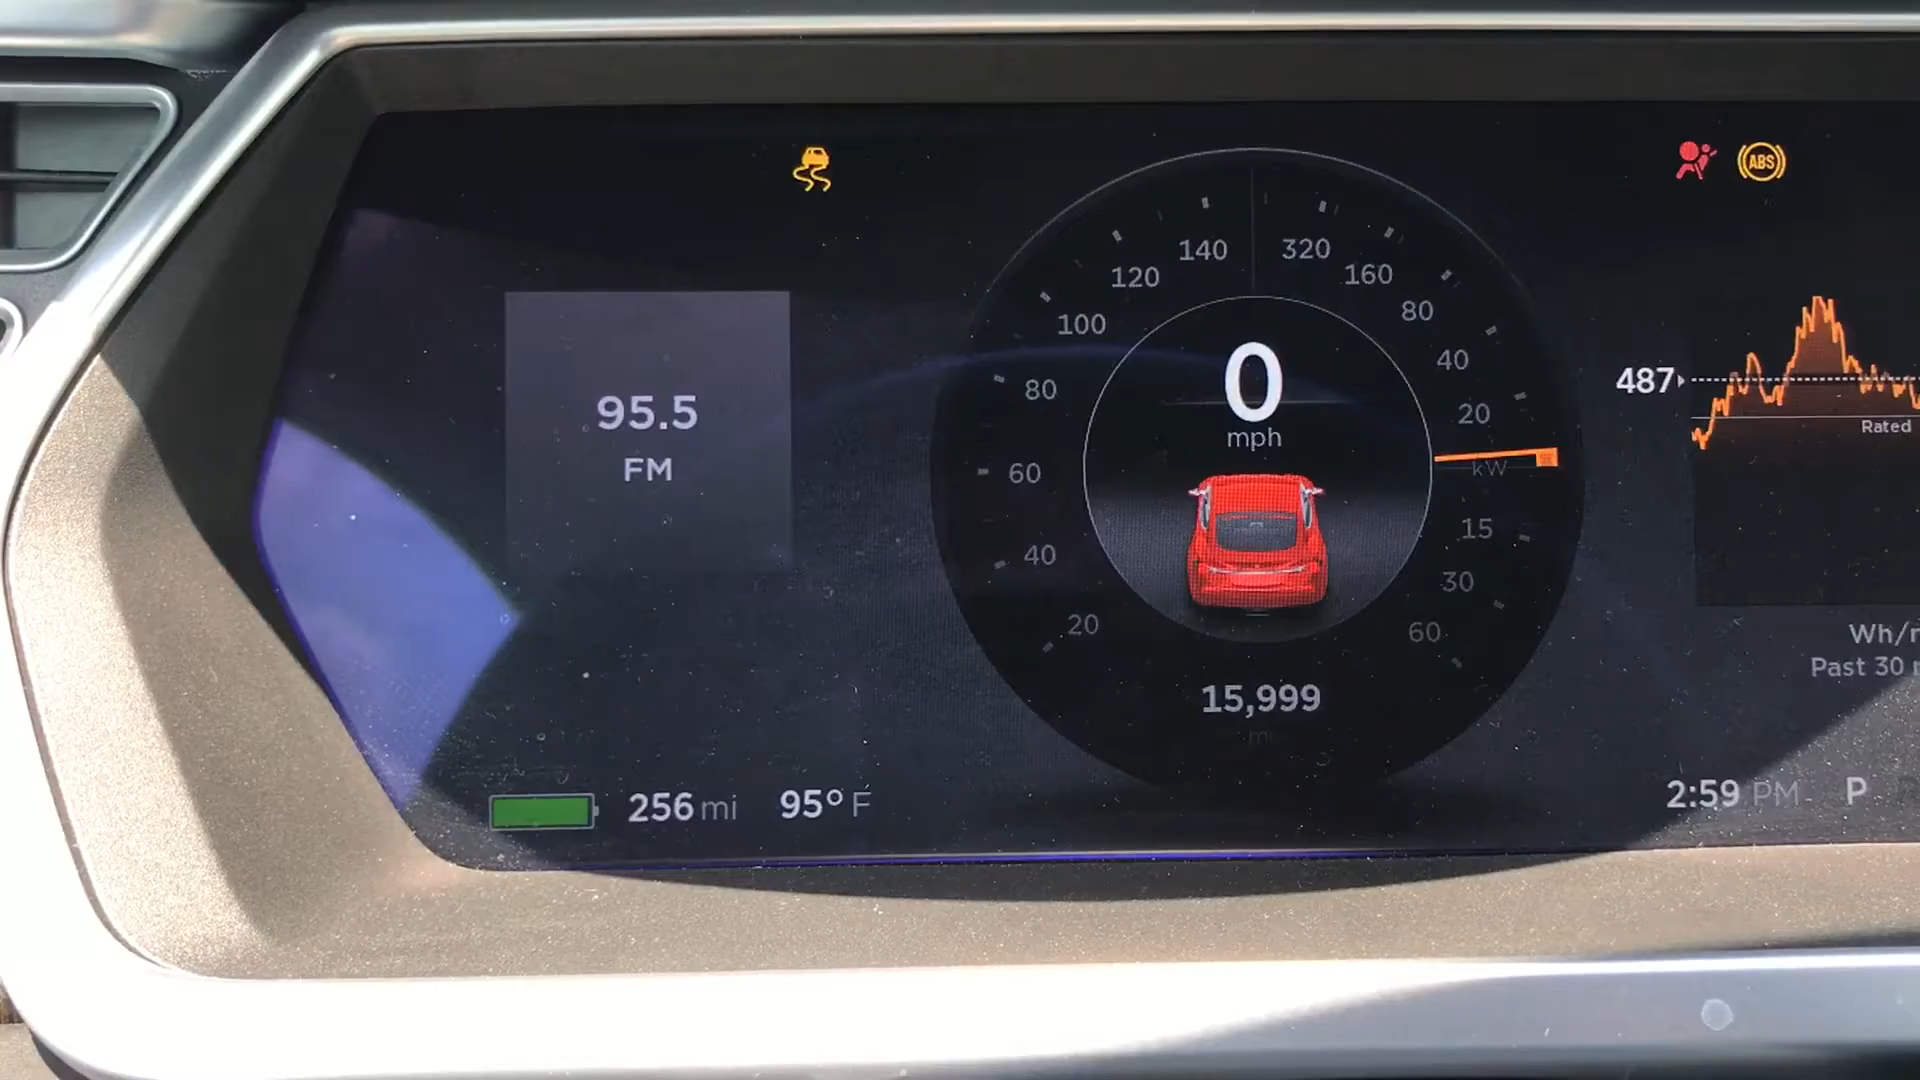 ABS
140 320
120 160
100 80
80 40
60 20
kW
40 15
20 30
60
0
mph
95.5
FM
487
Rated
15,999
Wh/
Past 30
256 mi 95° F
2:59 PM P